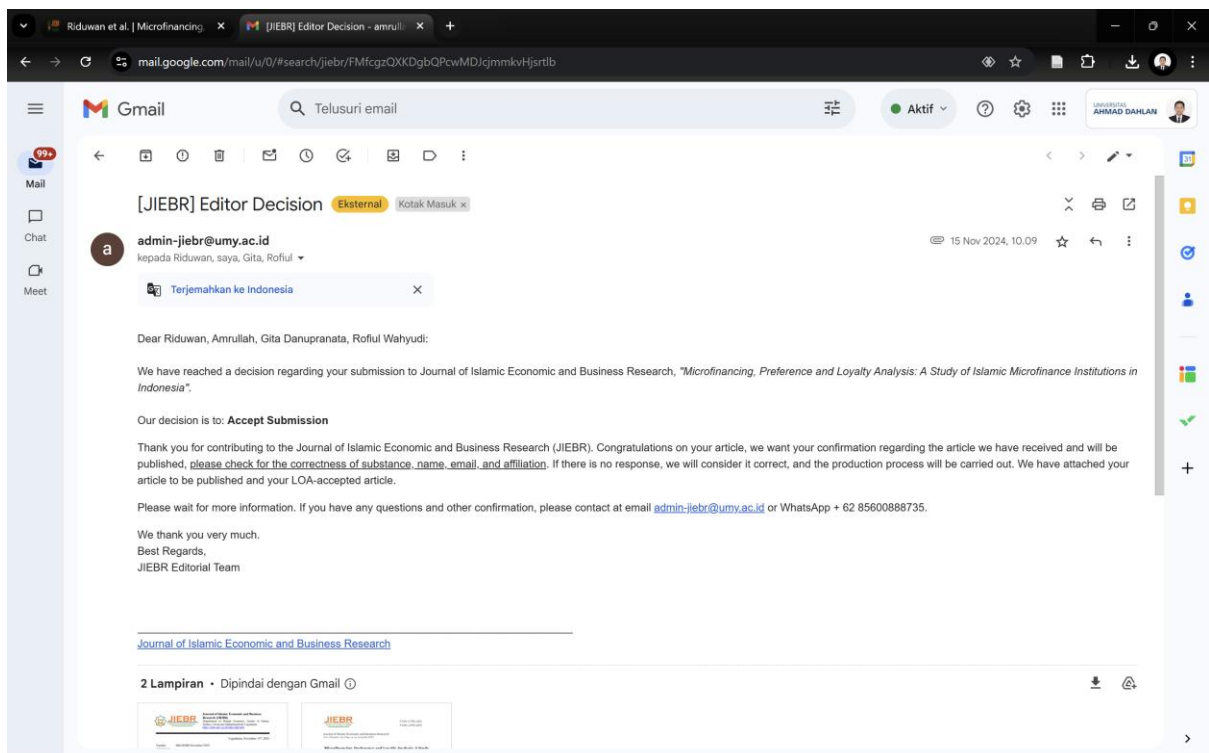 Riduwan et al. | Microfinancing,
[JIEBR] Editor Decision - amrull
mail.google.com/mail/u/0/#search/jiebr/FMfcgzQXKDgbQPcwMDJcjmmkvHjsrtlb
Gmail
Telusuri email
Aktif
UNIVERSITAS
AHMAD DAHLAN
99+
Mail
Chat
Meet
31
[JIEBR] Editor Decision Eksternal Kotak Masuk x
a
admin-jiebr@umy.ac.id
15 Nov 2024, 10.09
kepada Riduwan, saya, Gita, Rofiul
Terjemahkan ke Indonesia
Dear Riduwan, Amrullah, Gita Danupranata, Rofiul Wahyudi:
We have reached a decision regarding your submission to Journal of Islamic Economic and Business Research, "Microfinancing, Preference and Loyalty Analysis: A Study of Islamic Microfinance Institutions in
Indonesia".
Our decision is to: Accept Submission
Thank you for contributing to the Journal of Islamic Economic and Business Research (JIEBR). Congratulations on your article, we want your confirmation regarding the article we have received and will be
published, please check for the correctness of substance, name, email, and affiliation. If there is no response, we will consider it correct, and the production process will be carried out. We have attached your
article to be published and your LOA-accepted article.
Please wait for more information. If you have any questions and other confirmation, please contact at email admin-jiebr@umy.ac.id or WhatsApp + 62 85600888735.
We thank you very much.
Best Regards,
JIEBR Editorial Team
Journal of Islamic Economic and Business Research
2 Lampiran • Dipindai dengan Gmail
JIEBR
JIEBR